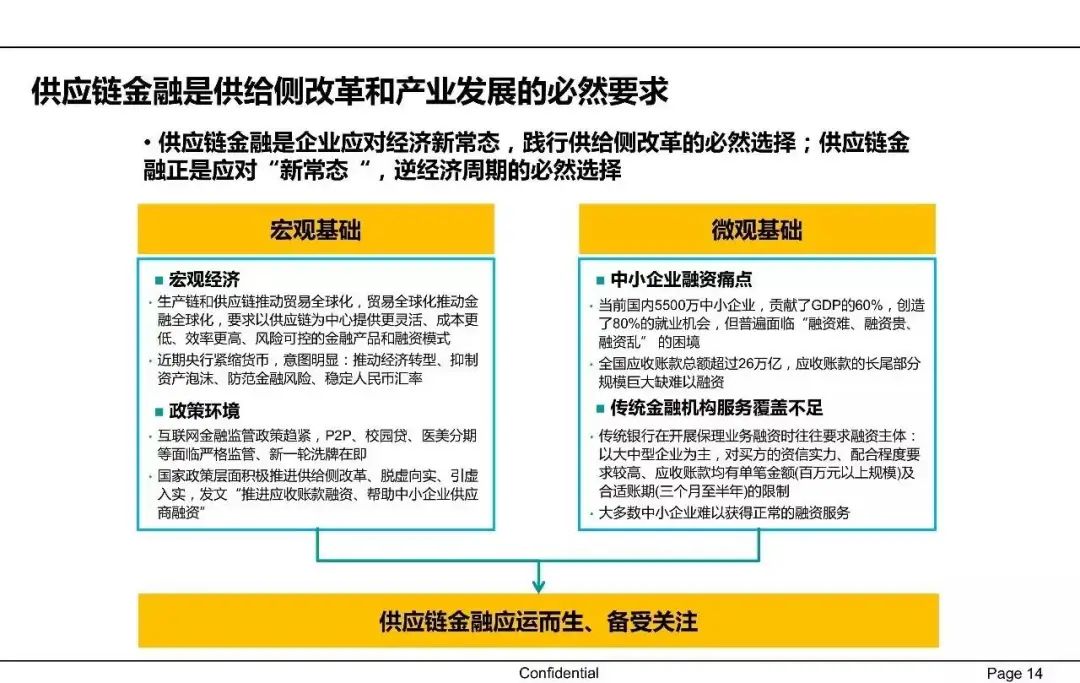 供应链金融是供给侧改革和产业发展的必然要求
• 供应链金融是企业应对经济新常态，践行供给侧改革的必然选择；供应链金
融正是应对“新常态“，逆经济周期的必然选择
宏观基础
■ 宏观经济
· 生产链和供应链推动贸易全球化，贸易全球化推动金
融全球化，要求以供应链为中心提供更灵活、成本更
低、效率更高、风险可控的金融产品和融资模式
· 近期央行紧缩货币，意图明显：推动经济转型、抑制
资产泡沫、防范金融风险、稳定人民币汇率
■ 政策环境
· 互联网金融监管政策趋紧，P2P、校园贷、医美分期
等面临严格监管、新一轮洗牌在即
· 国家政策层面积极推进供给侧改革、脱虚向实、引虚
入实，发文“推进应收账款融资、帮助中小企业供应
商融资”
微观基础
■ 中小企业融资痛点
· 当前国内5500万中小企业，贡献了GDP的60%，创造
了80%的就业机会，但普遍面临“融资难、融资贵、
融资乱” 的困境
· 全国应收账款总额超过26万亿，应收账款的长尾部分
规模巨大缺难以融资
■ 传统金融机构服务覆盖不足
· 传统银行在开展保理业务融资时往往要求融资主体：
以大中型企业为主，对买方的资信实力、配合程度要
求较高、应收账款均有单笔金额(百万元以上规模)及
合适账期(三个月至半年)的限制
· 大多数中小企业难以获得正常的融资服务
供应链金融应运而生、备受关注
Confidential
Page 14